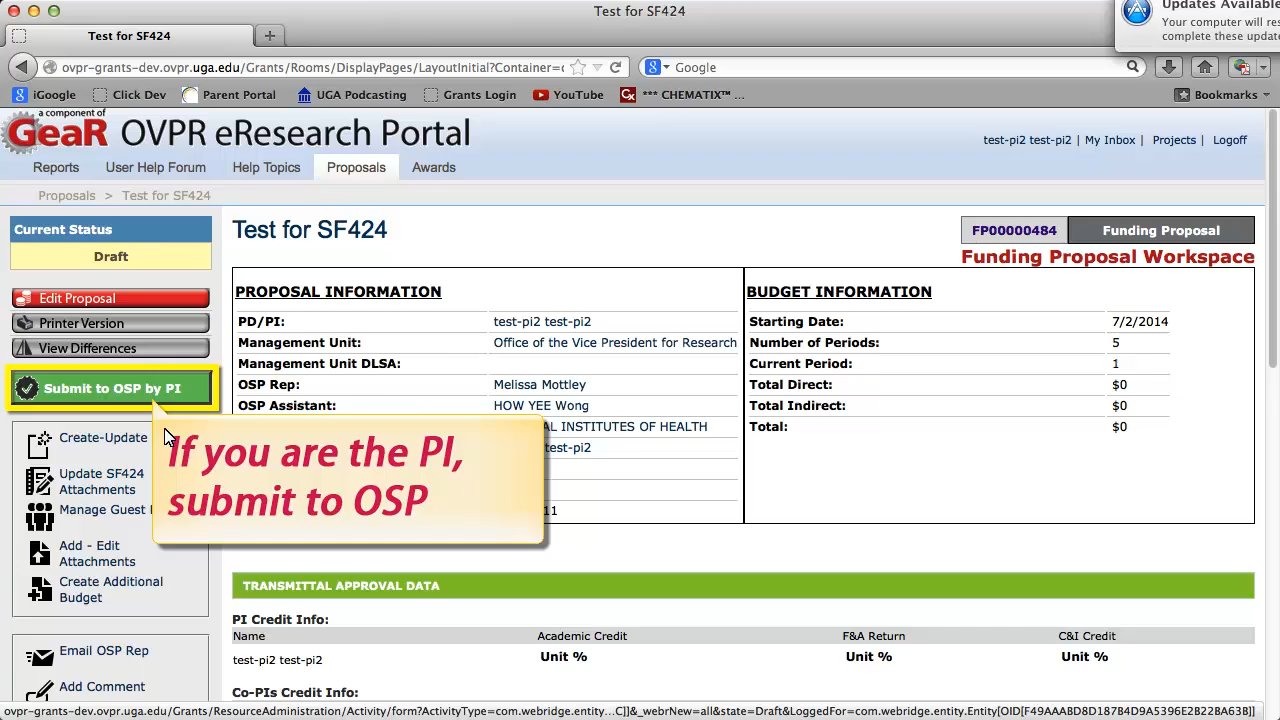 Test for SF424
Updates Available
Your computer will res
complete these update
Test for SF424
ovpr-grants-dev.ovpr.uga.edu/Grants/Rooms/DisplayPages/LayoutInitial?Container=c
Google
iGoogle Click Dev Parent Portal UGA Podcasting Grants Login YouTube *** CHEMATIX™ ... Bookmarks
a component of
GeaR OVPR eResearch Portal
test-pi2 test-pi2 | My Inbox | Projects | Logoff
Reports User Help Forum Help Topics Proposals Awards
Proposals > Test for SF424
Current Status
Draft
Edit Proposal
Printer Version
View Differences
Submit to OSP by PI
Create-Update
Update SF424
Attachments
Manage Guest
Add - Edit
Attachments
Create Additional
Budget
Email OSP Rep
Add Comment
Test for SF424
FP00000484 Funding Proposal
Funding Proposal Workspace
PROPOSAL INFORMATION
PD/PI: test-pi2 test-pi2
Management Unit: Office of the Vice President for Research
Management Unit DLSA:
OSP Rep: Melissa Mottley
OSP Assistant: HOW YEE Wong
AL INSTITUTES OF HEALTH
test-pi2
11
If you are the PI,
submit to OSP
BUDGET INFORMATION
Starting Date: 7/2/2014
Number of Periods: 5
Current Period: 1
Total Direct: $0
Total Indirect: $0
Total: $0
TRANSMITTAL APPROVAL DATA
PI Credit Info:
Name Academic Credit F&A Return C&I Credit
test-pi2 test-pi2 Unit % Unit % Unit %
Co-PIs Credit Info:
ovpr-grants-dev.ovpr.uga.edu/Grants/ResourceAdministration/Activity/form?ActivityType=com.webridge.entity....C]]&_webrNew=all&state=Draft&LoggedFor=com.webridge.entity.Entity[OID[F49AAABD8D187B4D9A5396E2B22BA63B]]